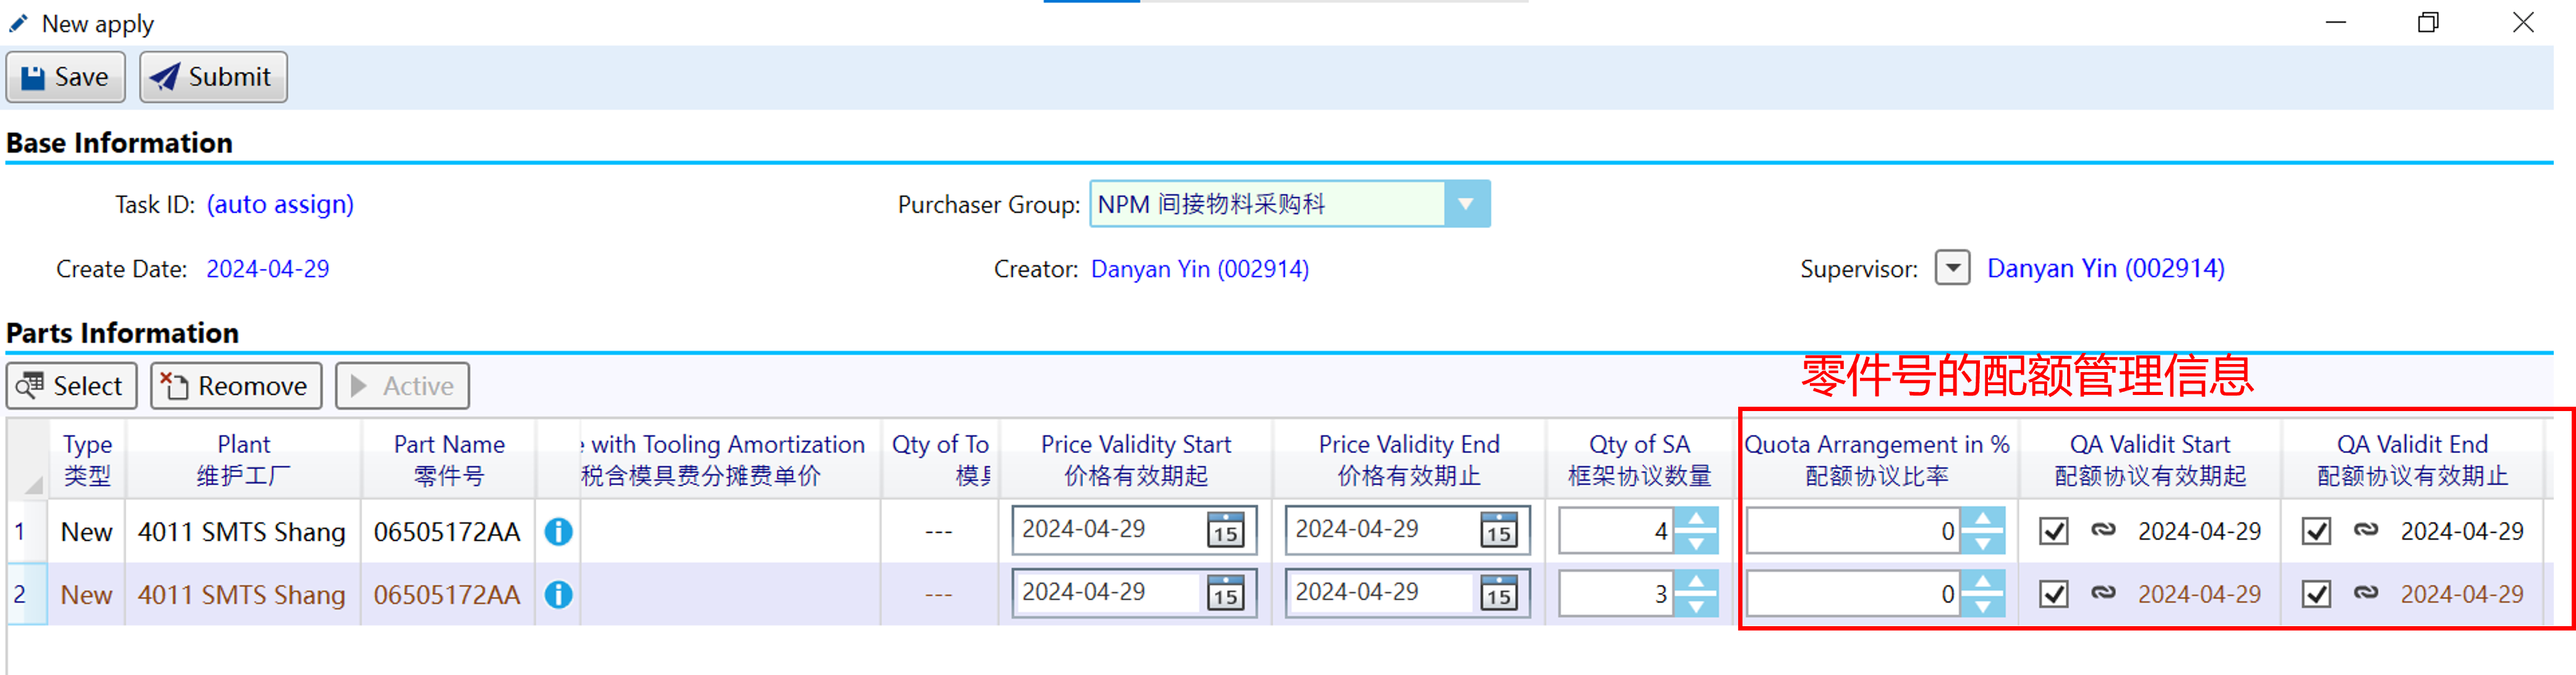 New apply
Save Submit
Base Information
Task ID: (auto assign) Purchaser Group: NPM 间接物料采购科
Create Date: 2024-04-29 Creator: Danyan Yin (002914) Supervisor: Danyan Yin (002914)
Parts Information
零件号的配额管理信息
Select Reomove Active
Type Plant Part Name with Tooling Amortization Qty of To Price Validity Start Price Validity End Qty of SA Quota Arrangement in % QA Validit Start QA Validit End
类型 维护工厂 零件号 税含模具费分摊费单价 模具 价格有效期起 价格有效期止 框架协议数量 配额协议比率 配额协议有效期起 配额协议有效期止
1 New 4011 SMTS Shang 06505172AA --- 2024-04-29 15 2024-04-29 15 4 0 2024-04-29 2024-04-29
2 New 4011 SMTS Shang 06505172AA --- 2024-04-29 15 2024-04-29 15 3 0 2024-04-29 2024-04-29